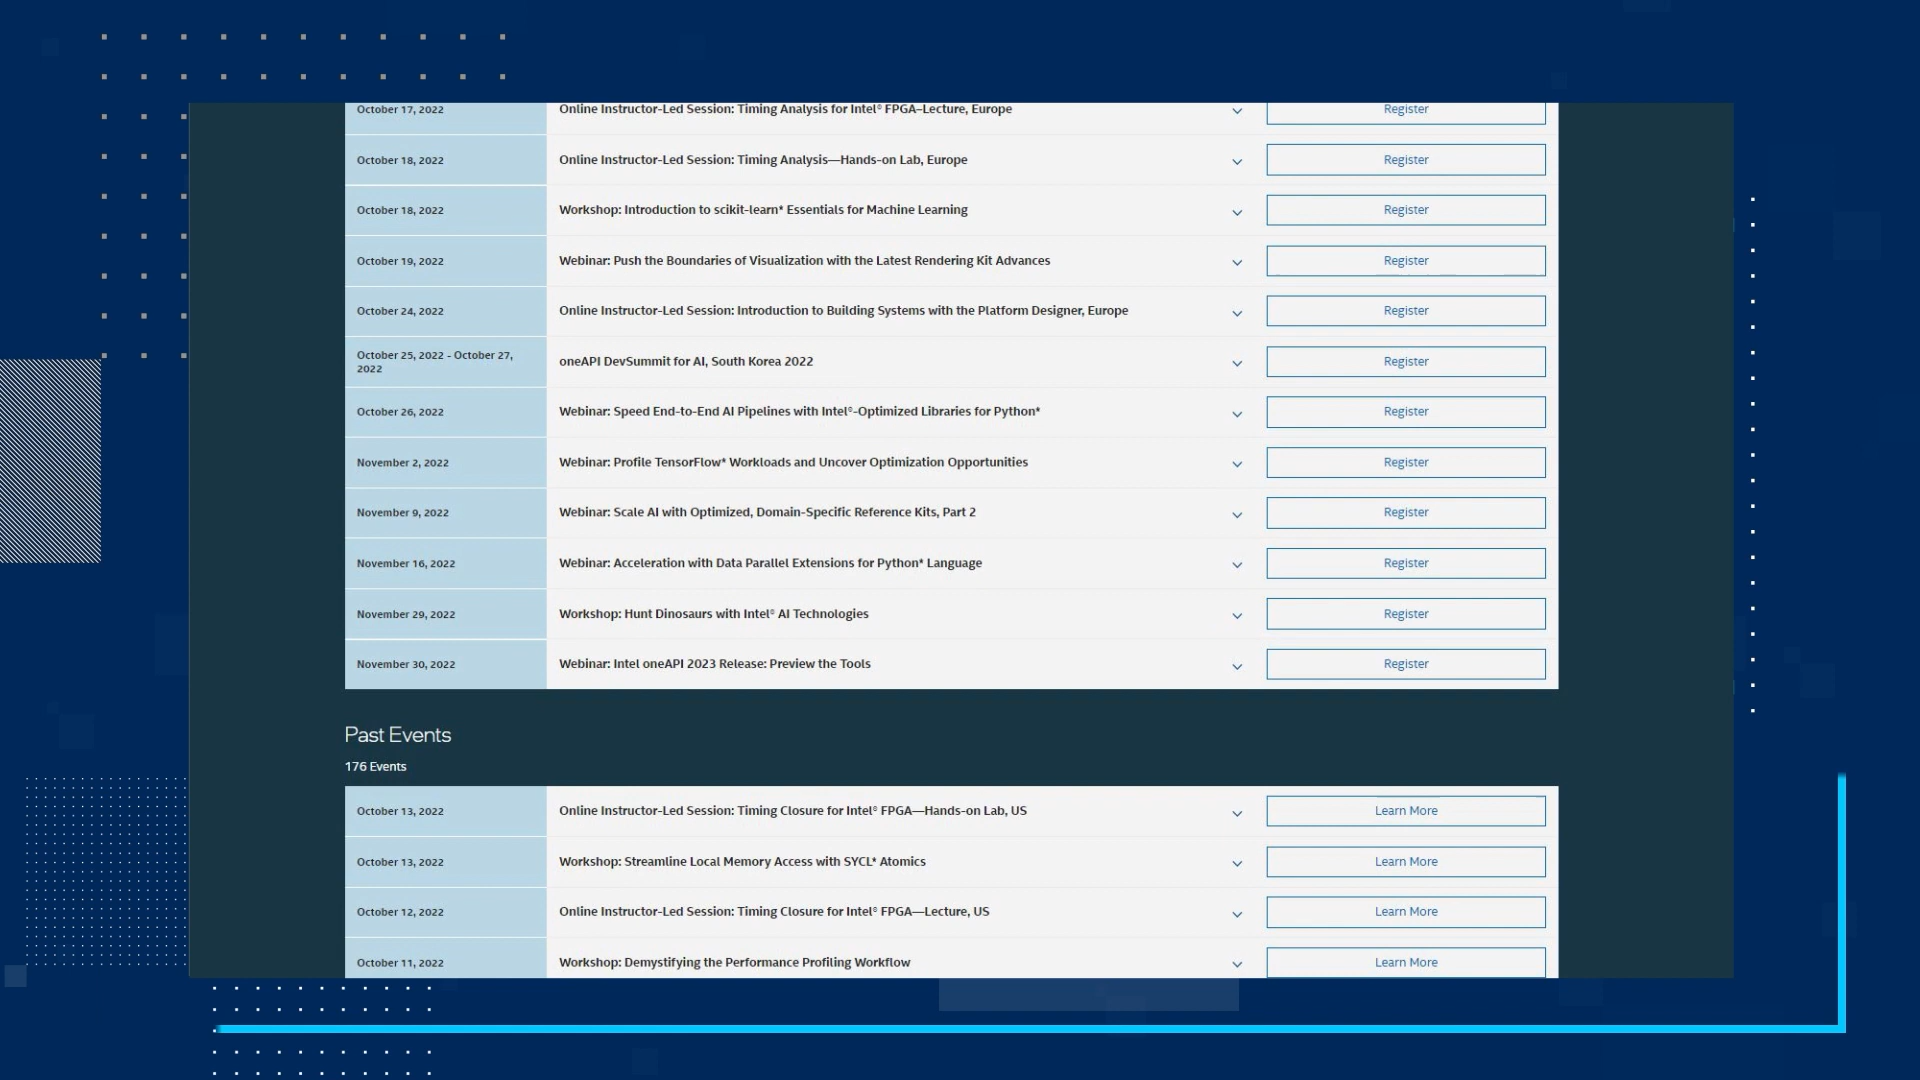 October 17, 2022 Online Instructor-Led Session: Timing Analysis for Intel® FPGA–Lecture, Europe Register
October 18, 2022 Online Instructor-Led Session: Timing Analysis—Hands-on Lab, Europe Register
October 18, 2022 Workshop: Introduction to scikit-learn* Essentials for Machine Learning Register
October 19, 2022 Webinar: Push the Boundaries of Visualization with the Latest Rendering Kit Advances Register
October 24, 2022 Online Instructor-Led Session: Introduction to Building Systems with the Platform Designer, Europe Register
October 25, 2022 - October 27,
2022
oneAPI DevSummit for AI, South Korea 2022 Register
October 26, 2022 Webinar: Speed End-to-End AI Pipelines with Intel®-Optimized Libraries for Python* Register
November 2, 2022 Webinar: Profile TensorFlow* Workloads and Uncover Optimization Opportunities Register
November 9, 2022 Webinar: Scale AI with Optimized, Domain-Specific Reference Kits, Part 2 Register
November 16, 2022 Webinar: Acceleration with Data Parallel Extensions for Python* Language Register
November 29, 2022 Workshop: Hunt Dinosaurs with Intel® AI Technologies Register
November 30, 2022 Webinar: Intel oneAPI 2023 Release: Preview the Tools Register
Past Events
176 Events
October 13, 2022 Online Instructor-Led Session: Timing Closure for Intel® FPGA—Hands-on Lab, US Learn More
October 13, 2022 Workshop: Streamline Local Memory Access with SYCL* Atomics Learn More
October 12, 2022 Online Instructor-Led Session: Timing Closure for Intel® FPGA—Lecture, US Learn More
October 11, 2022 Workshop: Demystifying the Performance Profiling Workflow Learn More